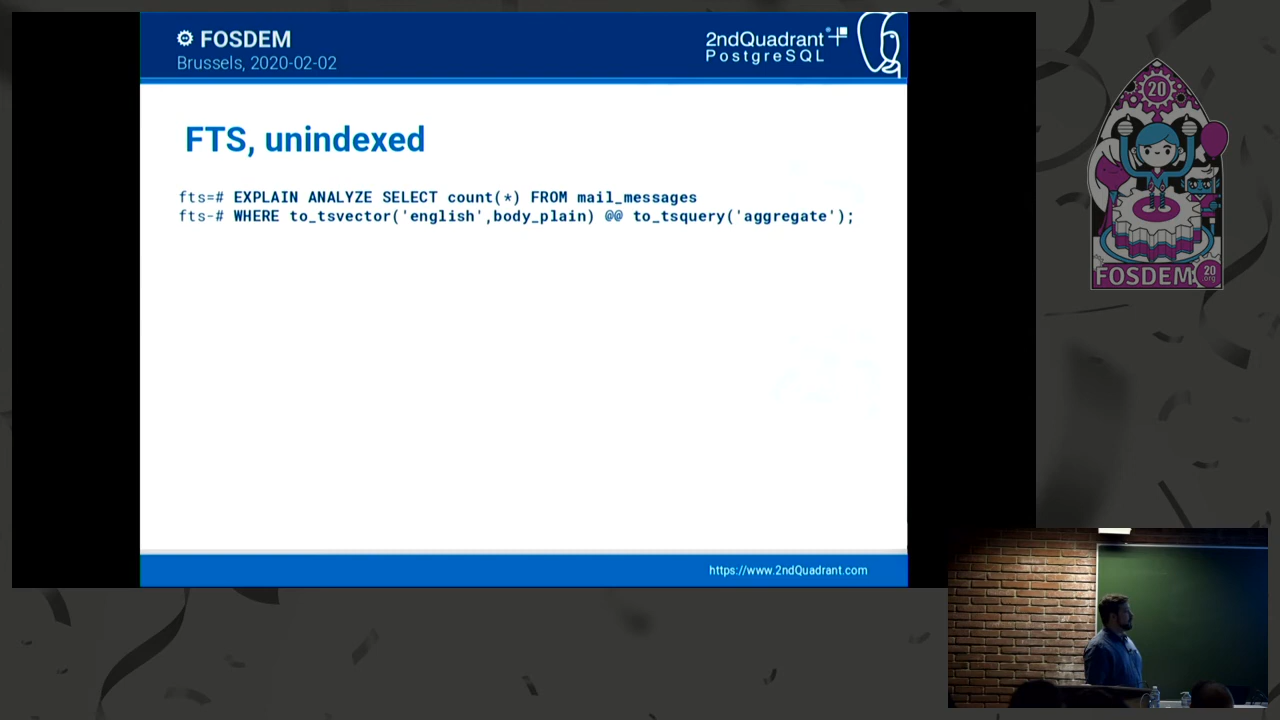 FOSDEM
Brussels, 2020-02-02
2ndQuadrant
PostgreSQL
FTS, unindexed
fts=# EXPLAIN ANALYZE SELECT count(*) FROM mail_messages
fts-# WHERE to_tsvector('english',body_plain) @@ to_tsquery('aggregate');
https://www.2ndQuadrant.com
20
FOSDEM
20
.org